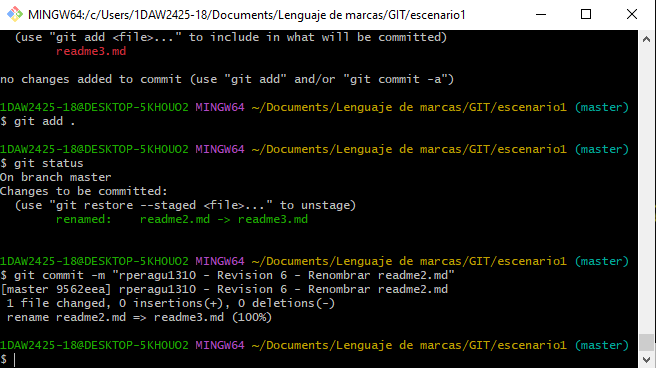 MINGW64:/c/Users/1DAW2425-18/Documents/Lenguaje de marcas/GIT/escenario1
(use "git add <file>..." to include in what will be committed)
readme3.md
no changes added to commit (use "git add" and/or "git commit -a")
1DAW2425-18@DESKTOP-5KHOUO2 MINGW64 ~/Documents/Lenguaje de marcas/GIT/escenario1 (master)
$ git add .
1DAW2425-18@DESKTOP-5KHOUO2 MINGW64 ~/Documents/Lenguaje de marcas/GIT/escenario1 (master)
$ git status
On branch master
Changes to be committed:
(use "git restore --staged <file>..." to unstage)
renamed:    readme2.md -> readme3.md
1DAW2425-18@DESKTOP-5KHOUO2 MINGW64 ~/Documents/Lenguaje de marcas/GIT/escenario1 (master)
$ git commit -m "rperagu1310 - Revision 6 - Renombrar readme2.md"
[master 9562eea] rperagu1310 - Revision 6 - Renombrar readme2.md
1 file changed, 0 insertions(+), 0 deletions(-)
rename readme2.md => readme3.md (100%)
1DAW2425-18@DESKTOP-5KHOUO2 MINGW64 ~/Documents/Lenguaje de marcas/GIT/escenario1 (master)
$